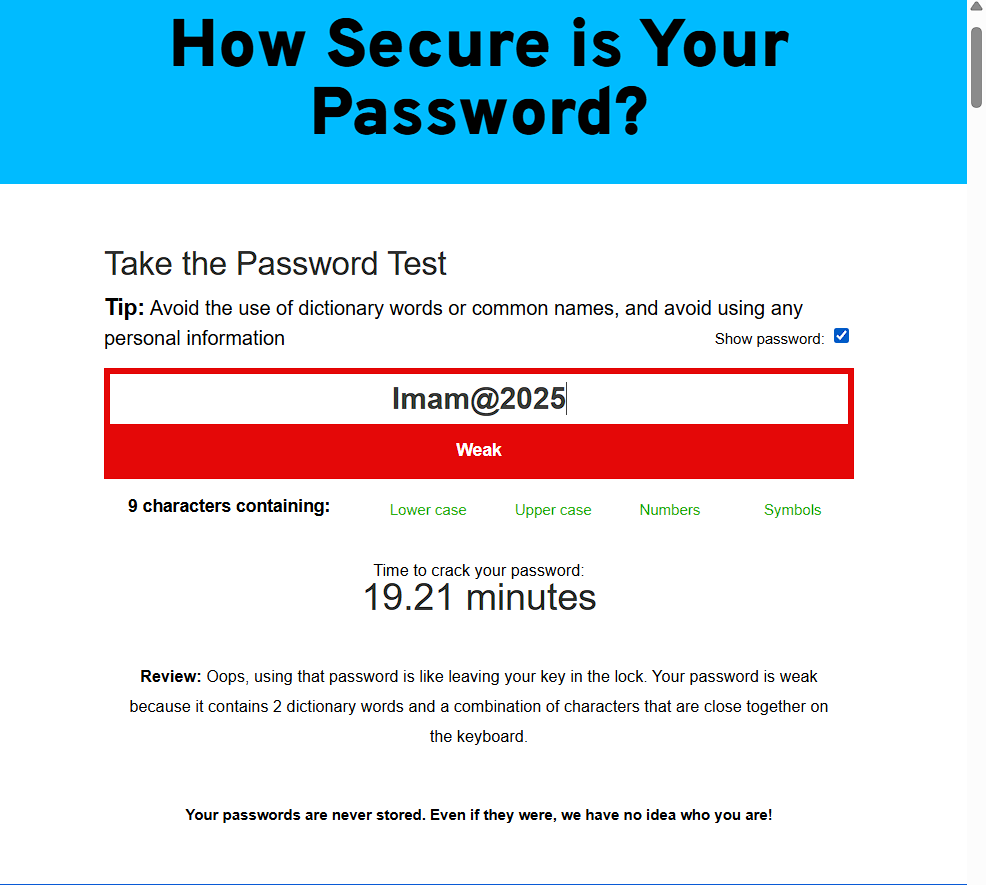 How Secure is Your
Password?
Take the Password Test
Tip: Avoid the use of dictionary words or common names, and avoid using any
personal information
Show password:
Imam@2025
Weak
9 characters containing:
Lower case
Upper case
Numbers
Symbols
Time to crack your password:
19.21 minutes
Review: Oops, using that password is like leaving your key in the lock. Your password is weak
because it contains 2 dictionary words and a combination of characters that are close together on
the keyboard.
Your passwords are never stored. Even if they were, we have no idea who you are!